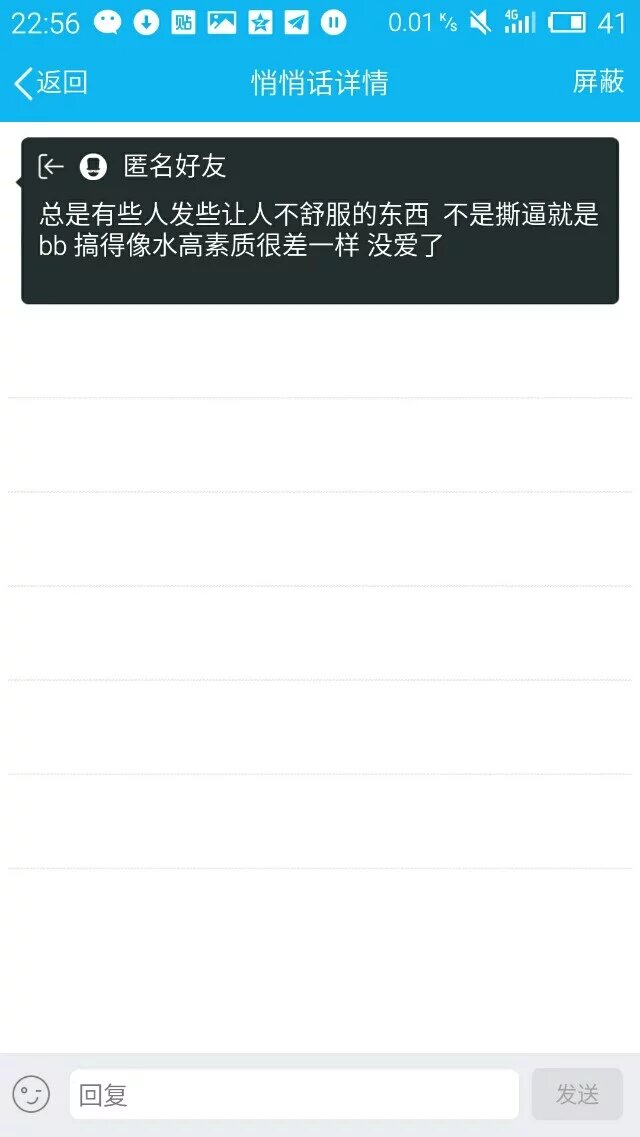 22:56 贴 0.01 K/s 4G 41
返回 悄悄话详情 屏蔽
匿名好友
总是有些人发些让人不舒服的东西 不是撕逼就是
bb 搞得像水高素质很差一样 没爱了
回复 发送